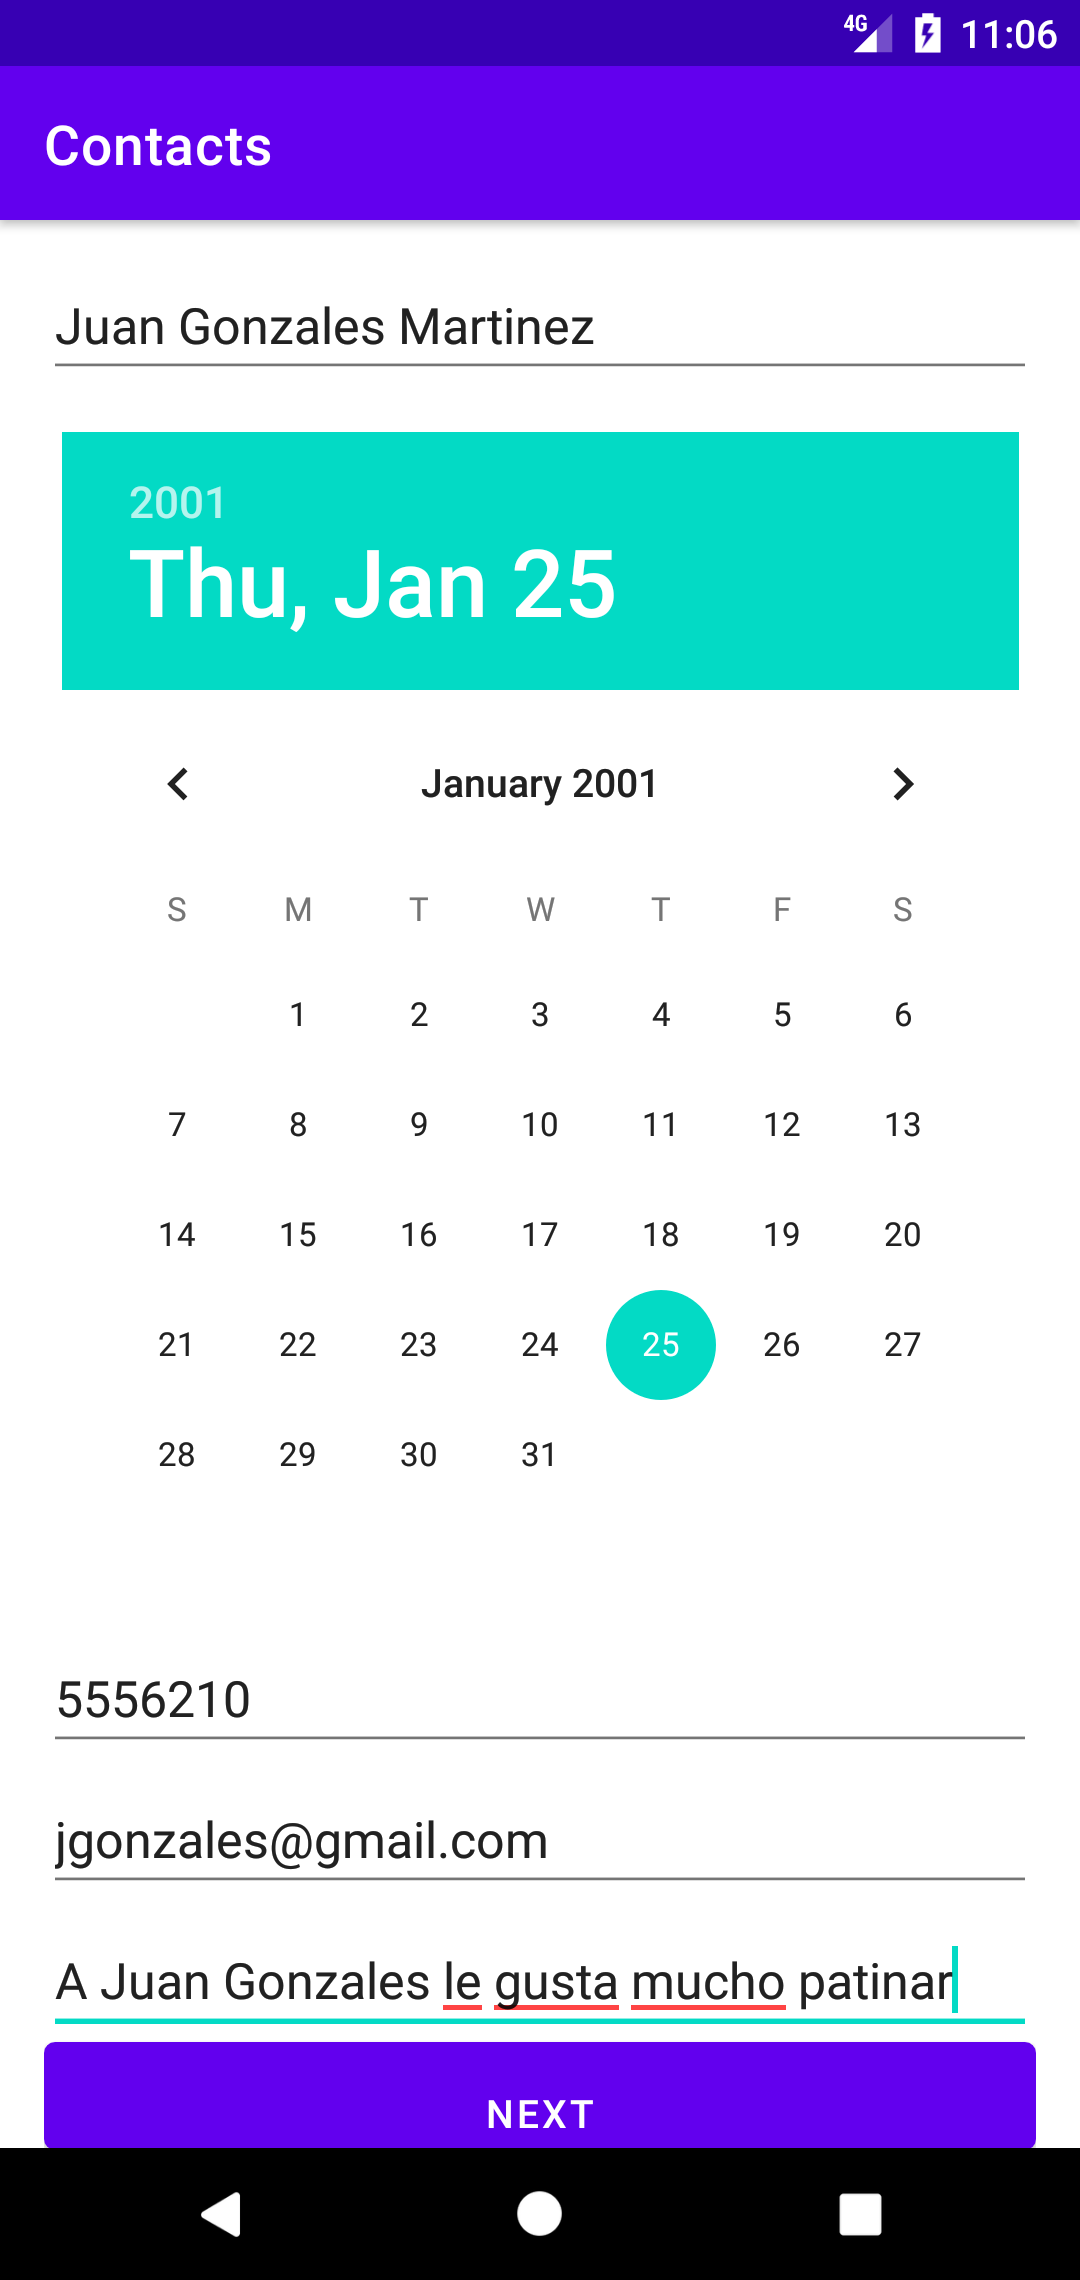 4G 11:06
Contacts
Juan Gonzales Martinez
2001
Thu, Jan 25
January 2001
S M T W T F S
1 2 3 4 5 6
7 8 9 10 11 12 13
14 15 16 17 18 19 20
21 22 23 24 25 26 27
28 29 30 31
5556210
jgonzales@gmail.com
A Juan Gonzales le gusta mucho patinar
NEXT